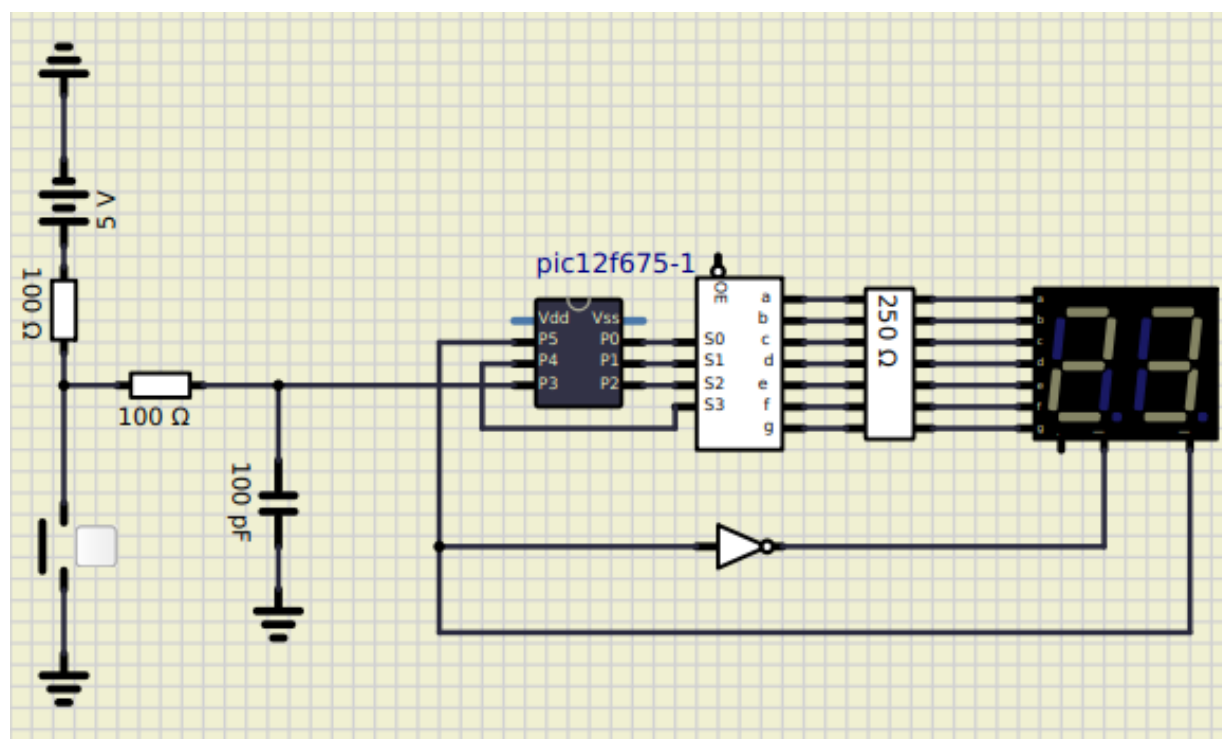 5 V
100 Ω
100 Ω
100 pF
pic12f675-1
Vdd Vss
P5 P0
P4 P1
P3 P2
OE
S0
S1
S2
S3
a
b
c
d
e
f
g
250 Ω
a
b
c
d
e
f
g